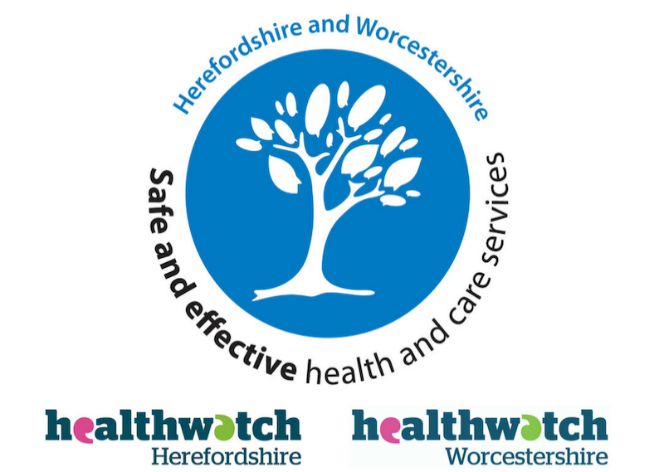 Herefordshire and Worcestershire
Safe and effective health and care services
healthwatch
Herefordshire
healthwatch
Worcestershire